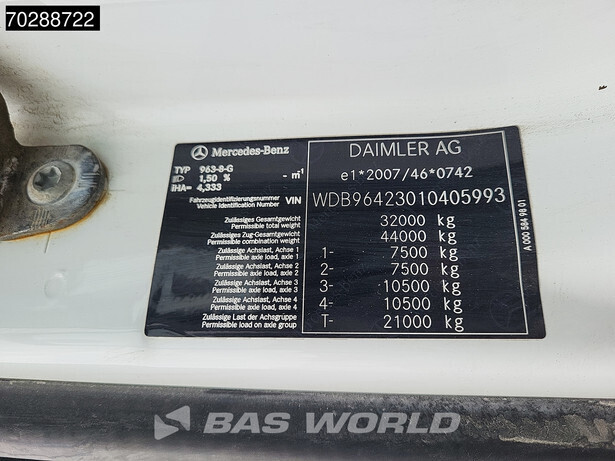 70288722
Mercedes-Benz
TYP 963-8-G
1,50 % - m-1
IHA= 4,333
Fahrzeugidentifizierungsnummer
Vehicle Identification Number VIN
DAIMLER AG
e1*2007/46*0742
WDB96423010405993
Zulässiges Gesamtgewicht
Permissible total weight 32000 kg
Zulässiges Zug-Gesamtgewicht
Permissible combination weight 44000 kg
Zulässige Achslast, Achse 1
Permissible axle load, axle 1 1- 7500 kg
Zulässige Achslast, Achse 2
Permissible axle load, axle 2 2- 7500 kg
Zulässige Achslast, Achse 3
Permissible axle load, axle 3 3- 10500 kg
Zulässige Achslast, Achse 4
Permissible axle load, axle 4 4- 10500 kg
Zulässige Last der Achsgruppe
Permissible load on axle group T- 21000 kg
A 000 584 98 01
BAS WORLD